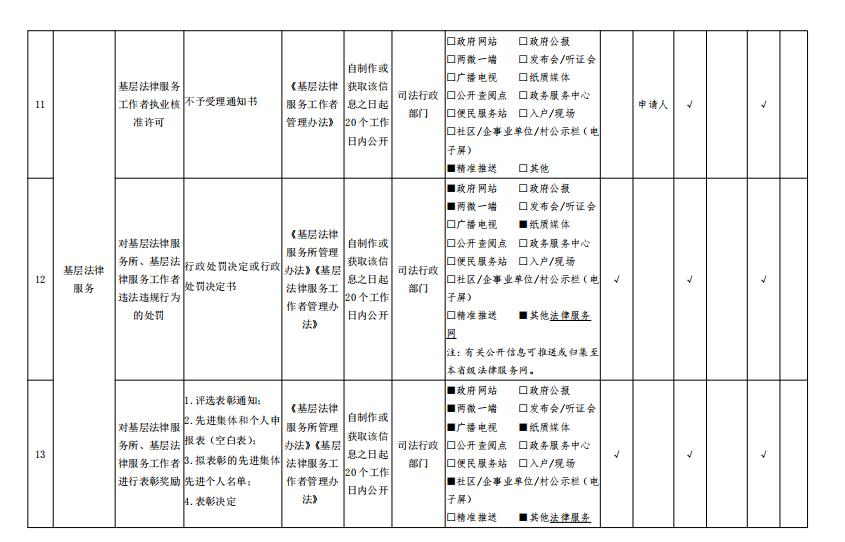 11
基层法律服务
工作者执业核
准许可
不予受理通知书
《基层法律
服务工作者
管理办法》
自制作或
获取该信
息之日起
20个工作
日内公开
司法行政
部门
□政府网站 □政府公报
□两微一端 □发布会/听证会
□广播电视 □纸质媒体
□公开查阅点 □政务服务中心
□便民服务站 □入户/现场
□社区/企事业单位/村公示栏（电
子屏）
■精准推送 □其他
申请人
√
√
12
基层法律
服务
对基层法律服
务所、基层法
律服务工作者
违法违规行为
的处罚
行政处罚决定或行政
处罚决定书
《基层法律
服务所管理
办法》《基层
法律服务工
作者管理办
法》
自制作或
获取该信
息之日起
20个工作
日内公开
司法行政
部门
■政府网站 □政府公报
■两微一端 □发布会/听证会
□广播电视 ■纸质媒体
□公开查阅点 □政务服务中心
□便民服务站 □入户/现场
□社区/企事业单位/村公示栏（电
子屏）
□精准推送 ■其他法律服务
网
注：有关公开信息可推送或归集至
本省级法律服务网。
√
√
√
13
对基层法律服
务所、基层法
律服务工作者
进行表彰奖励
1.评选表彰通知；
2.先进集体和个人申
报表（空白表）；
3.拟表彰的先进集体
先进个人名单；
4.表彰决定
《基层法律
服务所管理
办法》《基层
法律服务工
作者管理办
法》
自制作或
获取该信
息之日起
20个工作
日内公开
司法行政
部门
■政府网站 □政府公报
■两微一端 □发布会/听证会
■广播电视 ■纸质媒体
□公开查阅点 □政务服务中心
□便民服务站 □入户/现场
■社区/企事业单位/村公示栏（电
子屏）
□精准推送 ■其他法律服务
√
√
√